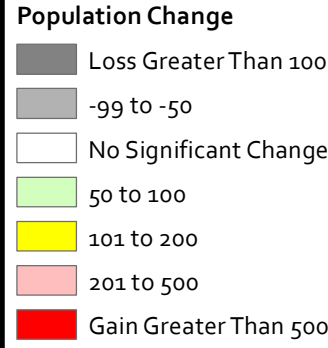 Population Change
Loss Greater Than 100
-99 to -50
No Significant Change
50 to 100
101 to 200
201 to 500
Gain Greater Than 500